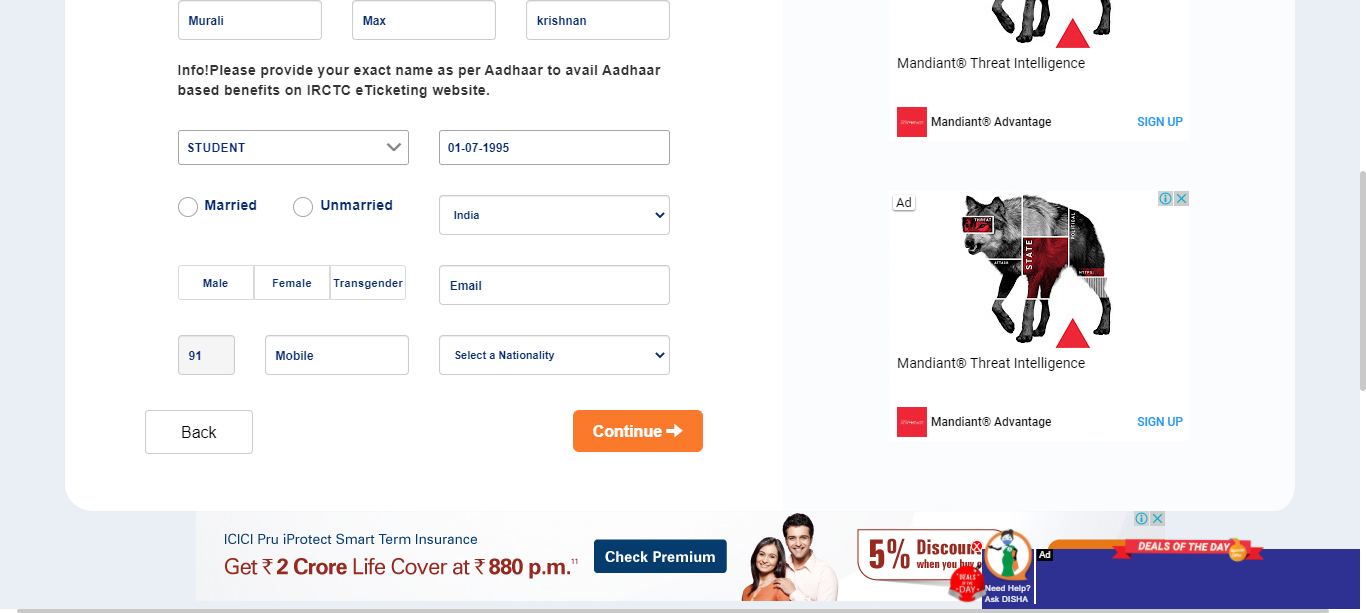 Murali
Max
krishnan
Info!Please provide your exact name as per Aadhaar to avail Aadhaar
based benefits on IRCTC eTicketing website.
STUDENT
01-07-1995
Married
Unmarried
India
Male
Female
Transgender
Email
91
Mobile
Select a Nationality
Back
Continue
Mandiant® Threat Intelligence
Mandiant® Advantage
SIGN UP
Ad
THREAT
POLITICAL
STATE
ATTACK
HTTPS:
Mandiant® Threat Intelligence
Mandiant® Advantage
SIGN UP
ICICI Pru iProtect Smart Term Insurance
Get ₹ 2 Crore Life Cover at ₹ 880 p.m.11
Check Premium
5% Discount
when you buy
DEALS
OF THE
DAY
Need Help?
Ask DISHA
Ad
DEALS OF THE DAY